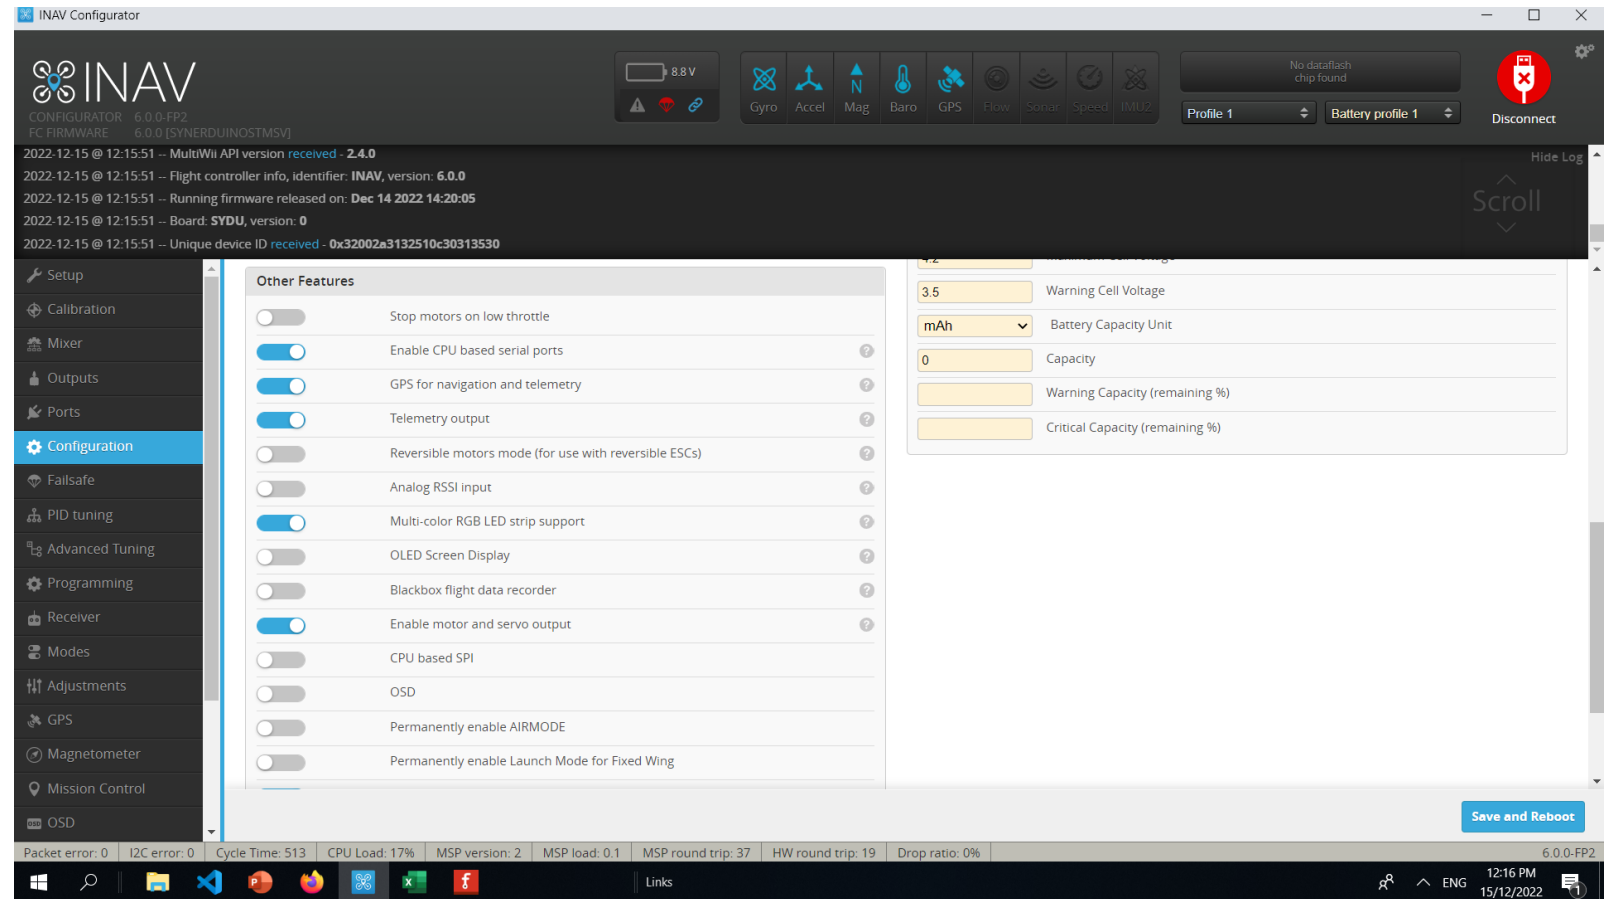 INAV Configurator
INAV
CONFIGURATOR 6.0.0-FP2
FC FIRMWARE 6.0.0 [SYNERDUINOSTMSV]
8.8 V
Gyro
Accel
N
Mag
Baro
GPS
Flow
Sonar
Speed
IMU2
No dataflash
chip found
Profile 1
Battery profile 1
Disconnect
2022-12-15 @ 12:15:51 -- MultiWii API version received - 2.4.0
2022-12-15 @ 12:15:51 -- Flight controller info, identifier: INAV, version: 6.0.0
2022-12-15 @ 12:15:51 -- Running firmware released on: Dec 14 2022 14:20:05
2022-12-15 @ 12:15:51 -- Board: SYDU, version: 0
2022-12-15 @ 12:15:51 -- Unique device ID received - 0x32002a3132510c30313530
Hide Log
Scroll
Setup
Calibration
Mixer
Outputs
Ports
Configuration
Failsafe
PID tuning
Advanced Tuning
Programming
Receiver
Modes
Adjustments
GPS
Magnetometer
Mission Control
OSD
Other Features
Stop motors on low throttle
Enable CPU based serial ports
GPS for navigation and telemetry
Telemetry output
Reversible motors mode (for use with reversible ESCs)
Analog RSSI input
Multi-color RGB LED strip support
OLED Screen Display
Blackbox flight data recorder
Enable motor and servo output
CPU based SPI
OSD
Permanently enable AIRMODE
Permanently enable Launch Mode for Fixed Wing
4.2 Maximum Cell Voltage
3.5 Warning Cell Voltage
mAh Battery Capacity Unit
0 Capacity
Warning Capacity (remaining %)
Critical Capacity (remaining %)
Save and Reboot
Packet error: 0 I2C error: 0 Cycle Time: 513 CPU Load: 17% MSP version: 2 MSP load: 0.1 MSP round trip: 37 HW round trip: 19 Drop ratio: 0% 6.0.0-FP2
Links
ENG
12:16 PM
15/12/2022
1